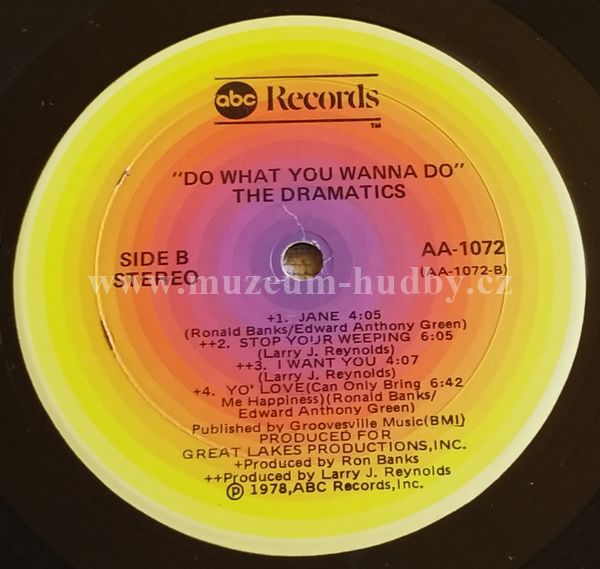 abc Records
TM
"DO WHAT YOU WANNA DO"
THE DRAMATICS
SIDE B
STEREO
AA-1072
(AA-1072-B)
www.muzeum-hudby.cz
+1. JANE 4:05
(Ronald Banks/Edward Anthony Green)
++2. STOP YOUR WEEPING 6:05
(Larry J. Reynolds)
++3. I WANT YOU 4:07
(Larry J. Reynolds)
+4. YO' LOVE(Can Only Bring 6:42
Me Happiness)(Ronald Banks/
Edward Anthony Green)
Published by Groovesville Music(BMI)
PRODUCED FOR
GREAT LAKES PRODUCTIONS,INC.
+Produced by Ron Banks
++Produced by Larry J. Reynolds
℗ 1978,ABC Records,Inc.